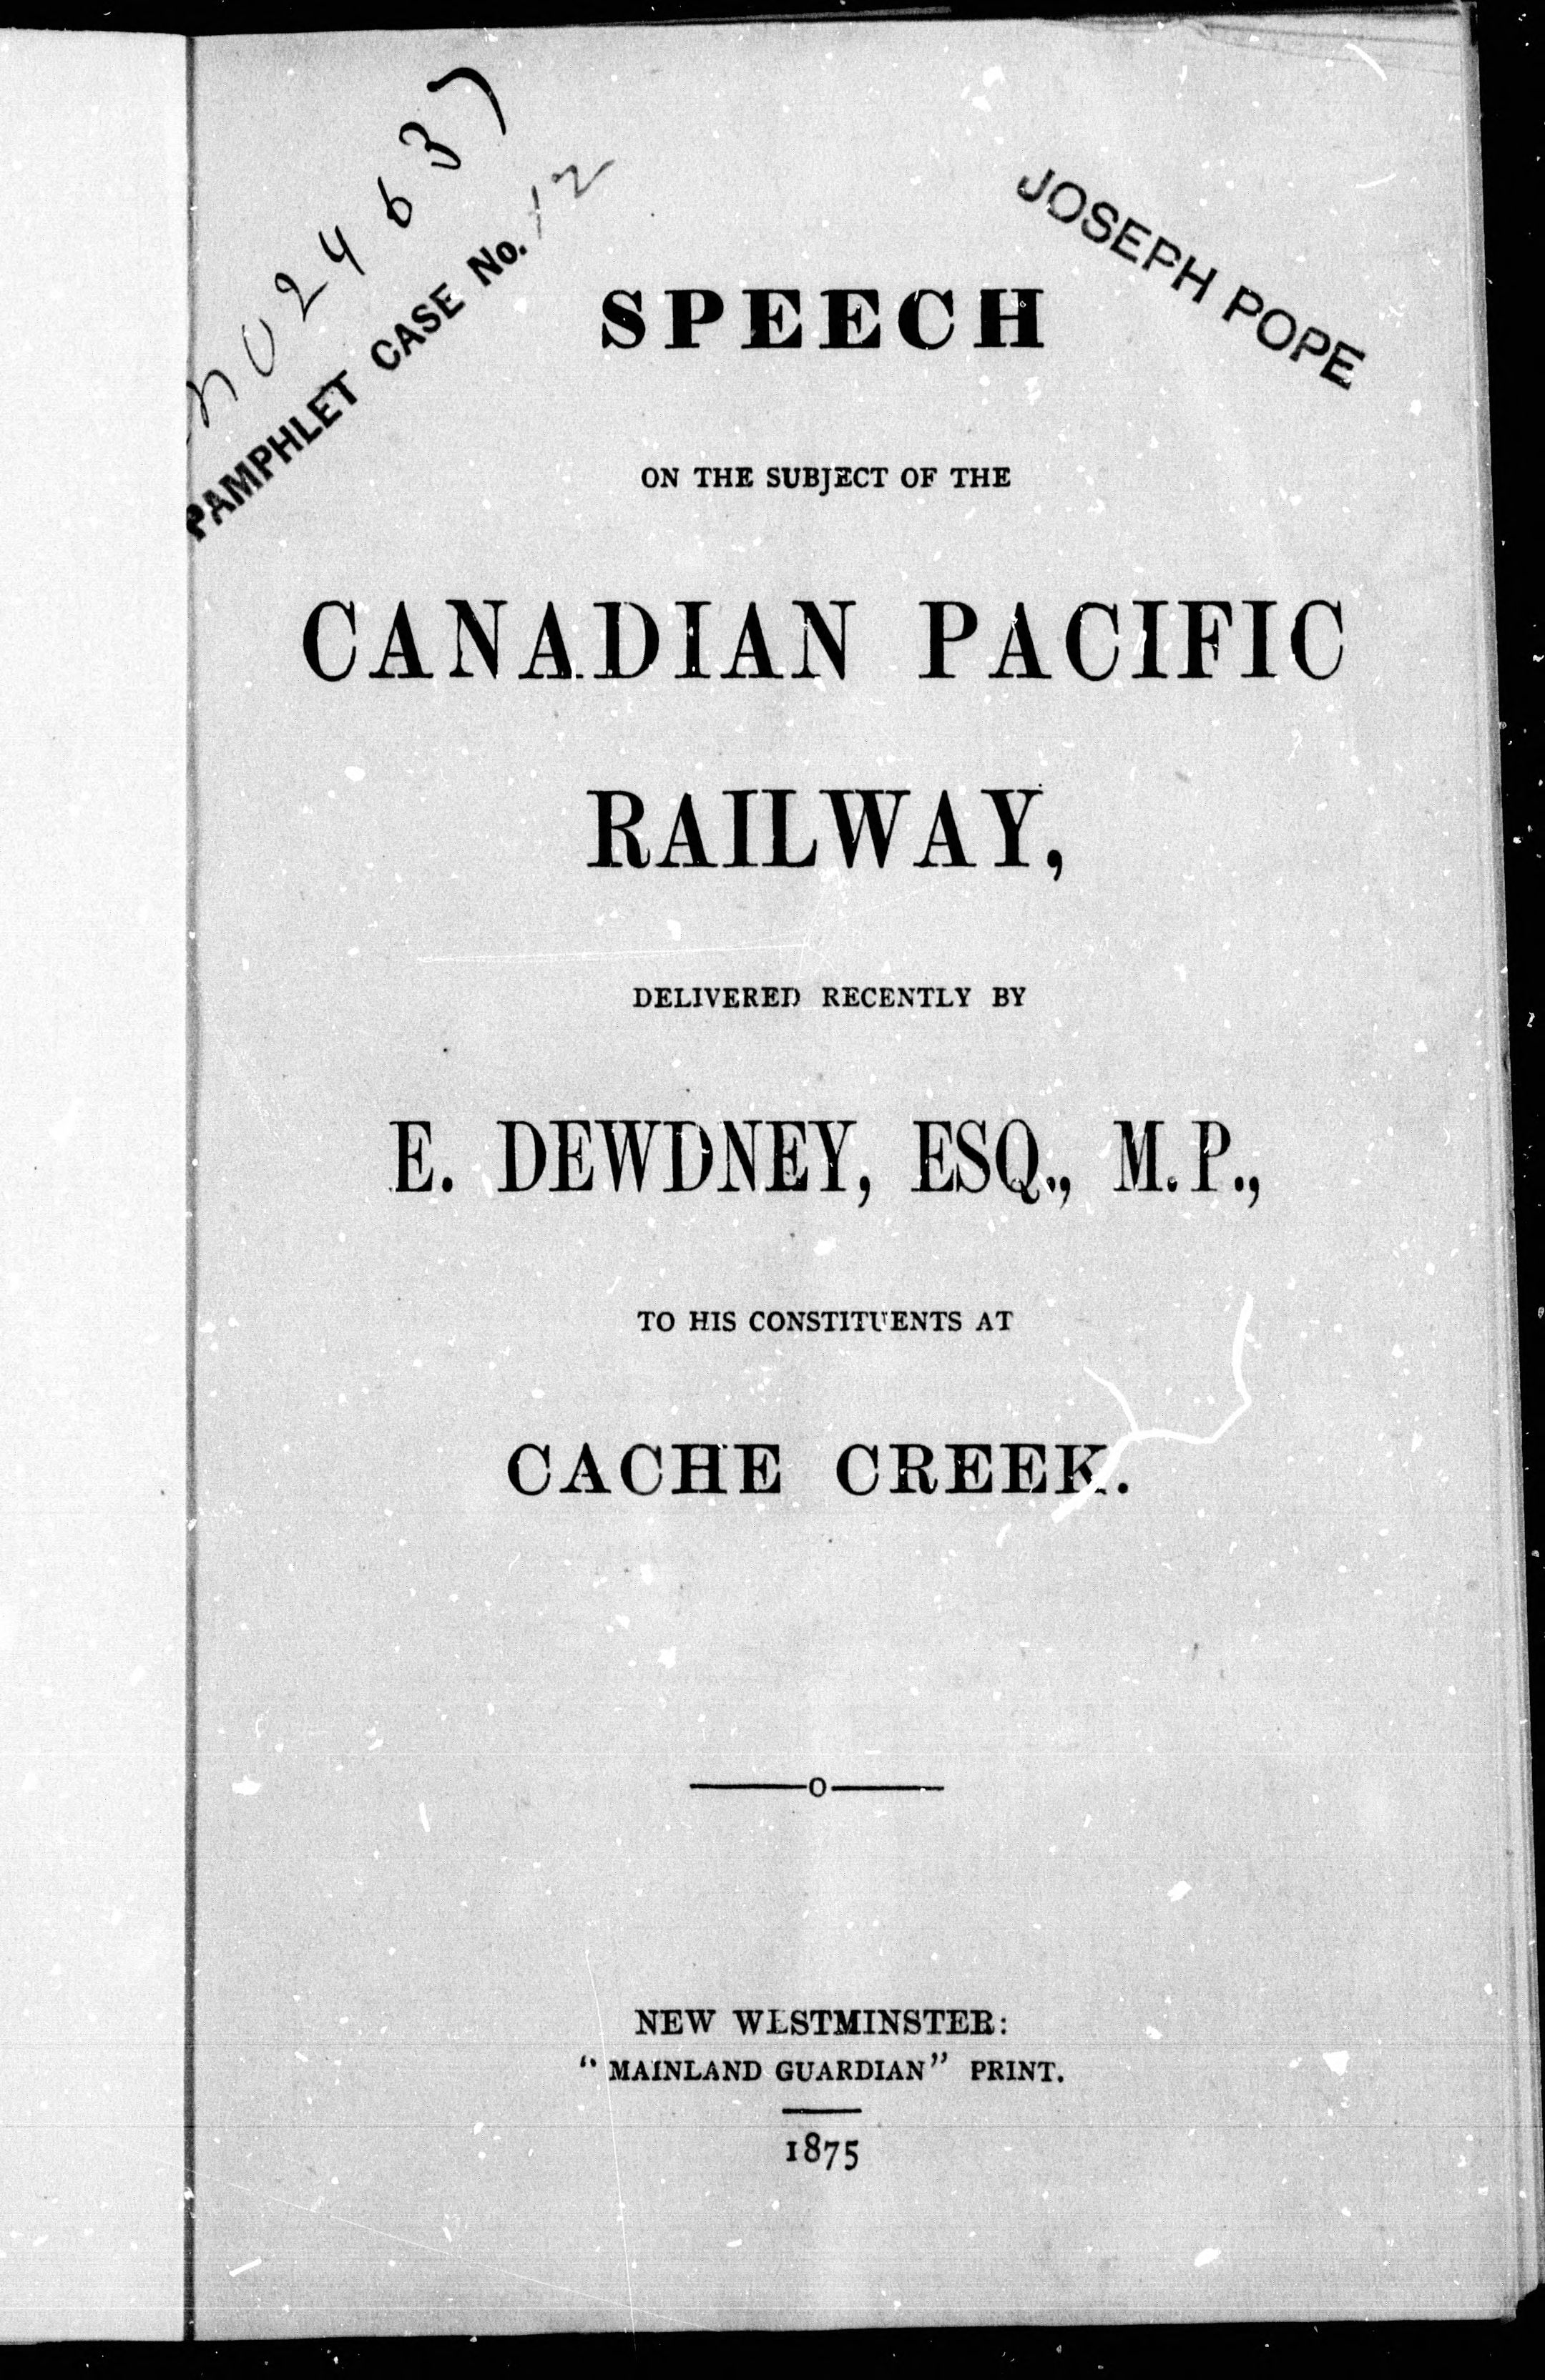 PAMPHLET CASE No. 12
JOSEPH POPE
SPEECH
ON THE SUBJECT OF THE
CANADIAN PACIFIC
RAILWAY,
DELIVERED RECENTLY BY
E. DEWDNEY, ESQ., M.P.,
TO HIS CONSTITUENTS AT
CACHE CREEK.
o
NEW WESTMINSTER:
"MAINLAND GUARDIAN" PRINT.
1875